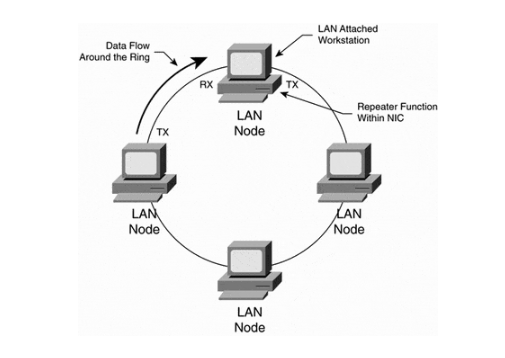 Data Flow
Around the Ring
LAN Attached
Workstation
RX
TX
LAN
Node
Repeater Function
Within NIC
TX
LAN
Node
LAN
Node
LAN
Node